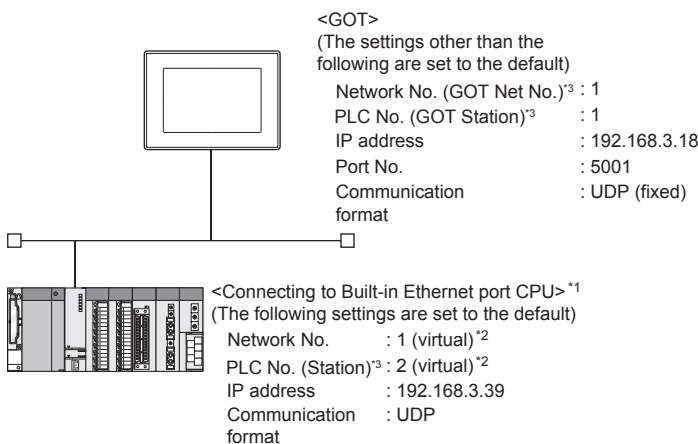 <GOT>
(The settings other than the
following are set to the default)
Network No. (GOT Net No.)*3 : 1
PLC No. (GOT Station)*3 : 1
IP address : 192.168.3.18
Port No. : 5001
Communication : UDP (fixed)
format
<Connecting to Built-in Ethernet port CPU>*1
(The following settings are set to the default)
Network No. : 1 (virtual)*2
PLC No. (Station)*3 : 2 (virtual)*2
IP address : 192.168.3.39
Communication : UDP
format